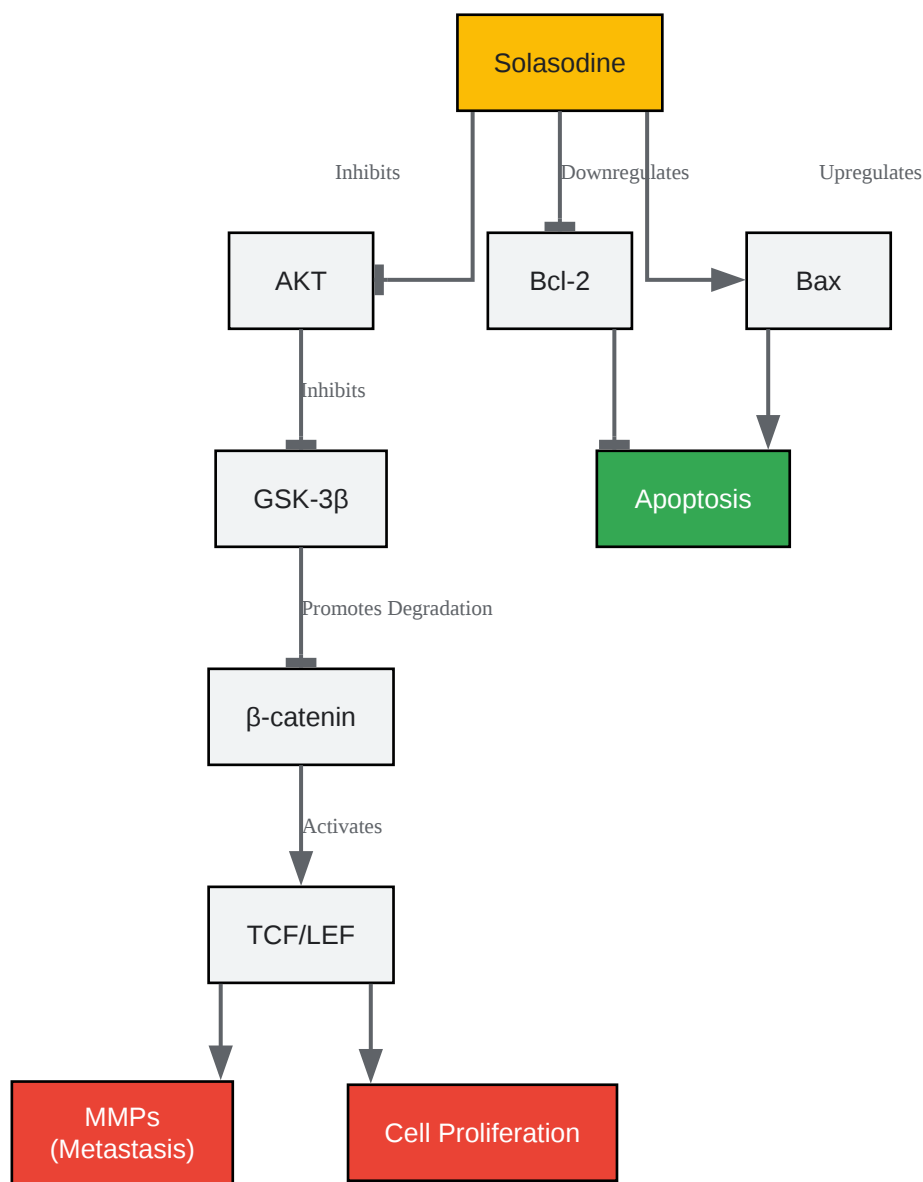 Solasodine
Inhibits
Downregulates
Upregulates
AKT
Bcl-2
Bax
Inhibits
GSK-3β
Apoptosis
Promotes Degradation
β-catenin
Activates
TCF/LEF
MMPs
(Metastasis)
Cell Proliferation